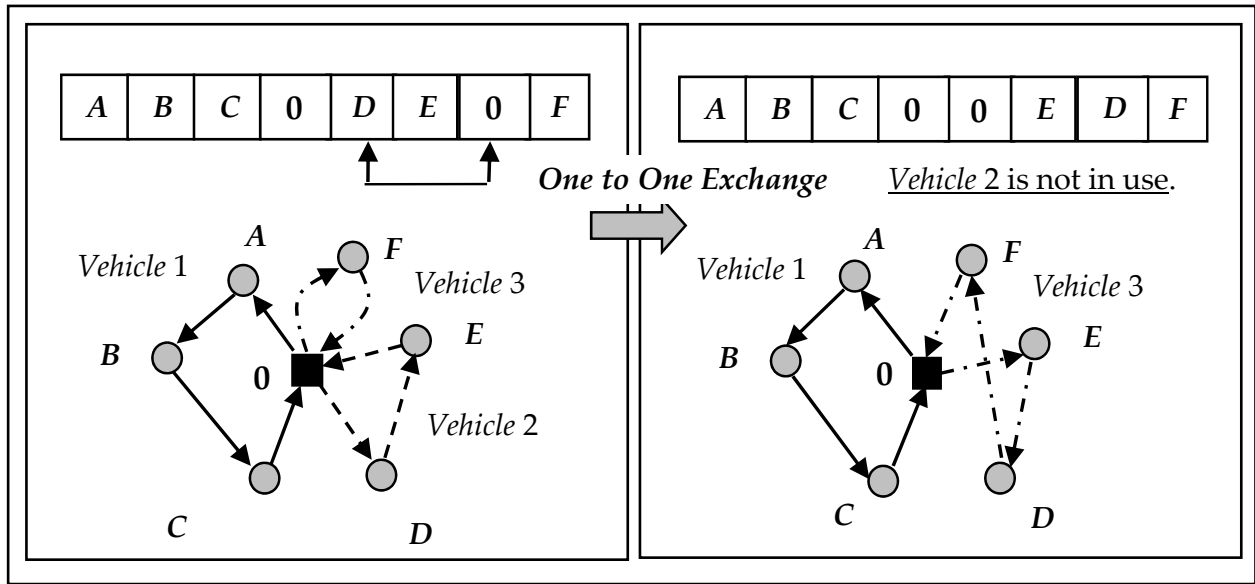 A B C 0 D E 0 F
One to One Exchange
A
F
Vehicle 1
Vehicle 3
B
E
0
Vehicle 2
C
D
A B C 0 0 E D F
Vehicle 2 is not in use.
A
F
Vehicle 1
Vehicle 3
B
E
0
C
D